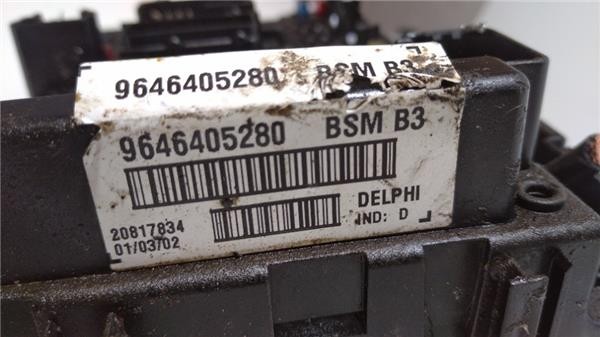 9646405280 BSM B3
9646405280 BSM B3
DELPHI
20817834 IND: D
01/03/02